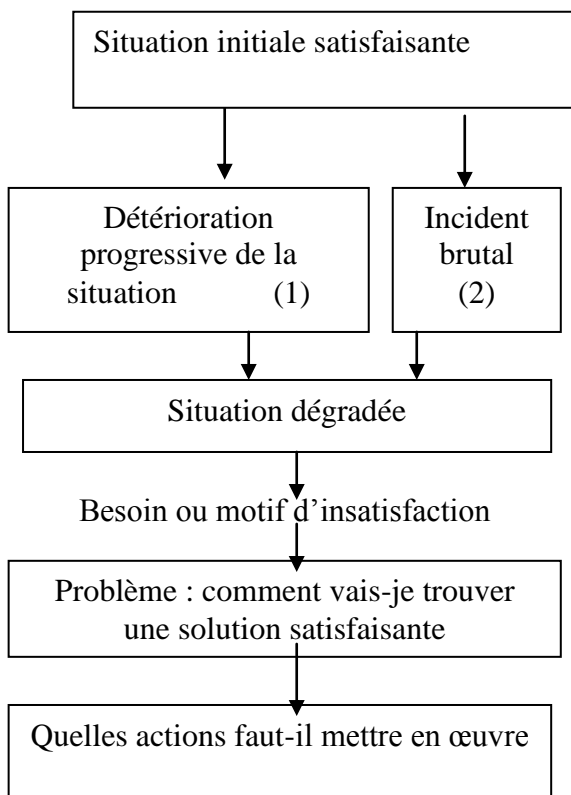 Situation initiale satisfaisante
Détérioration
progressive de la
situation (1)
Incident
brutal
(2)
Situation dégradée
Besoin ou motif d’insatisfaction
Problème : comment vais-je trouver
une solution satisfaisante
Quelles actions faut-il mettre en œuvre